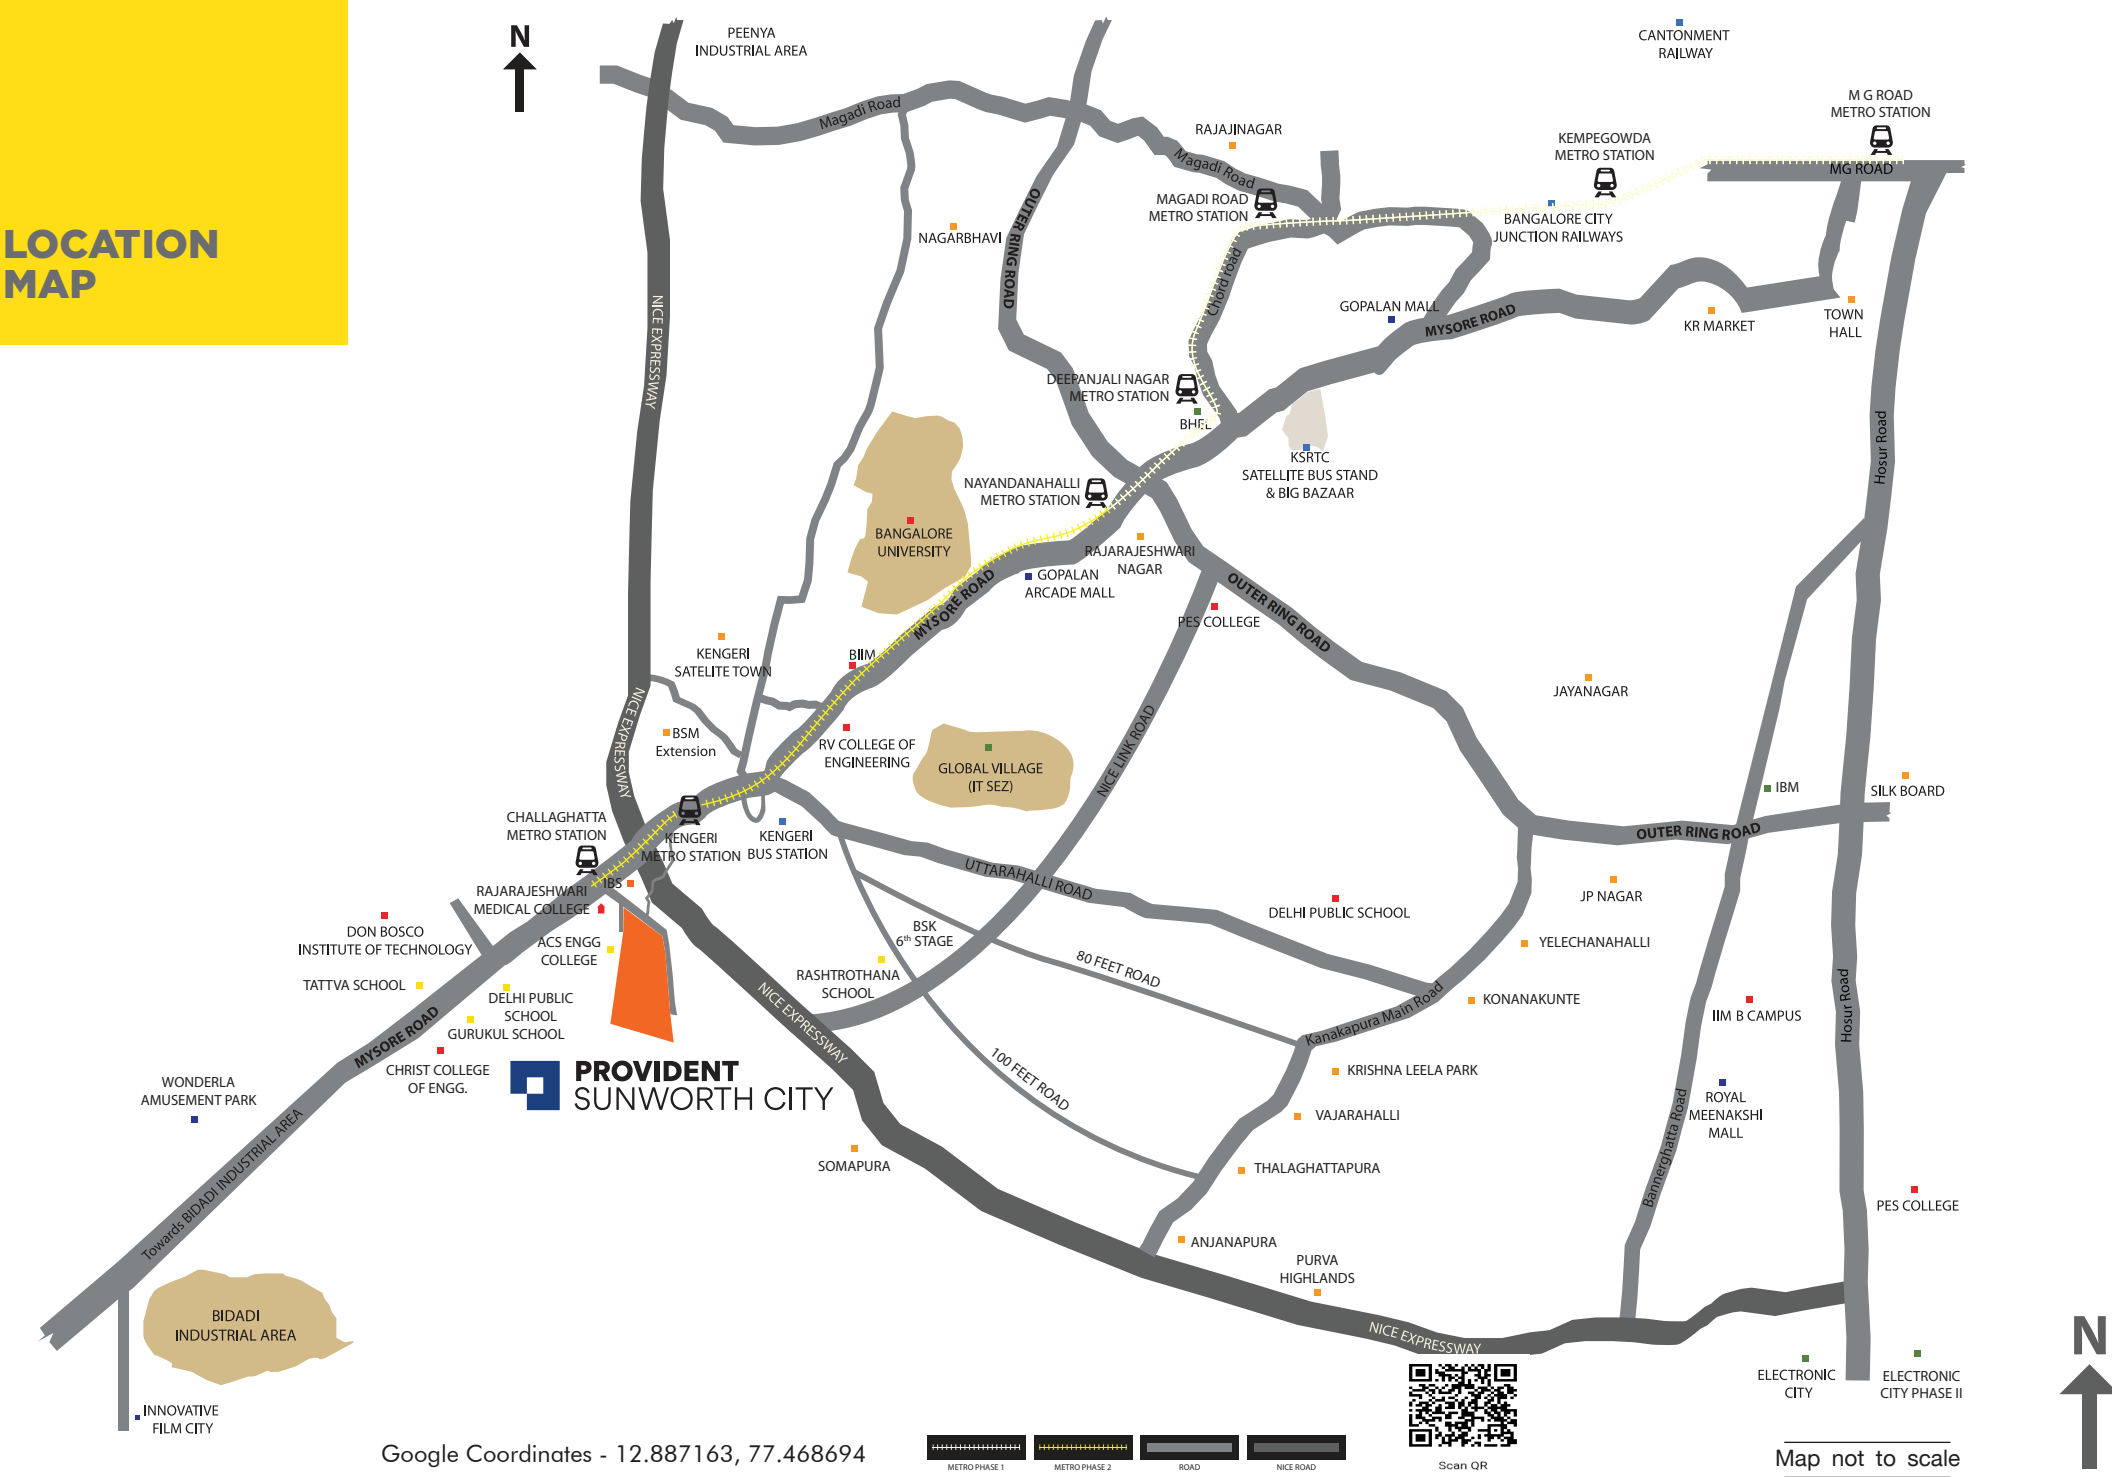 LOCATION
MAP
N
PEENYA
INDUSTRIAL AREA
CANTONMENT
RAILWAY
M G ROAD
METRO STATION
KEMPEGOWDA
METRO STATION
MG ROAD
Magadi Road
RAJAJINAGAR
Magadi Road
MAGADI ROAD
METRO STATION
BANGALORE CITY
JUNCTION RAILWAYS
NAGARBHAVI
OUTER RING ROAD
Chord road
NICE EXPRESSWAY
GOPALAN MALL
MYSORE ROAD
KR MARKET
TOWN
HALL
DEEPANJALI NAGAR
METRO STATION
BHEL
KSRTC
SATELLITE BUS STAND
& BIG BAZAAR
Hosur Road
NAYANDANAHALLI
METRO STATION
BANGALORE
UNIVERSITY
RAJARAJESHWARI
NAGAR
GOPALAN
ARCADE MALL
MYSORE ROAD
PES COLLEGE
OUTER RING ROAD
KENGERI
SATELITE TOWN
BIIM
JAYANAGAR
NICE EXPRESSWAY
BSM
Extension
RV COLLEGE OF
ENGINEERING
GLOBAL VILLAGE
(IT SEZ)
NICE LINK ROAD
IBM
SILK BOARD
OUTER RING ROAD
CHALLAGHATTA
METRO STATION
KENGERI
METRO STATION
KENGERI
BUS STATION
UTTARAHALLI ROAD
IBS
RAJARAJESHWARI
MEDICAL COLLEGE
DELHI PUBLIC SCHOOL
JP NAGAR
DON BOSCO
INSTITUTE OF TECHNOLOGY
ACS ENGG
COLLEGE
BSK
6th STAGE
YELECHANAHALLI
80 FEET ROAD
RASHTROTHANA
SCHOOL
TATTVA SCHOOL
DELHI PUBLIC
SCHOOL
GURUKUL SCHOOL
NICE EXPRESSWAY
Kanakapura Main Road
KONANAKUNTE
IIM B CAMPUS
Hosur Road
MYSORE ROAD
CHRIST COLLEGE
OF ENGG.
PROVIDENT
SUNWORTH CITY
100 FEET ROAD
KRISHNA LEELA PARK
WONDERLA
AMUSEMENT PARK
VAJARAHALLI
ROYAL
MEENAKSHI
MALL
Bannerghatta Road
Towards BIDADI INDUSTRIAL AREA
SOMAPURA
THALAGHATTAPURA
PES COLLEGE
ANJANAPURA
PURVA
HIGHLANDS
BIDADI
INDUSTRIAL AREA
NICE EXPRESSWAY
N
ELECTRONIC
CITY
ELECTRONIC
CITY PHASE II
INNOVATIVE
FILM CITY
Google Coordinates - 12.887163, 77.468694
METRO PHASE 1
METRO PHASE 2
ROAD
NICE ROAD
Scan QR
Map not to scale